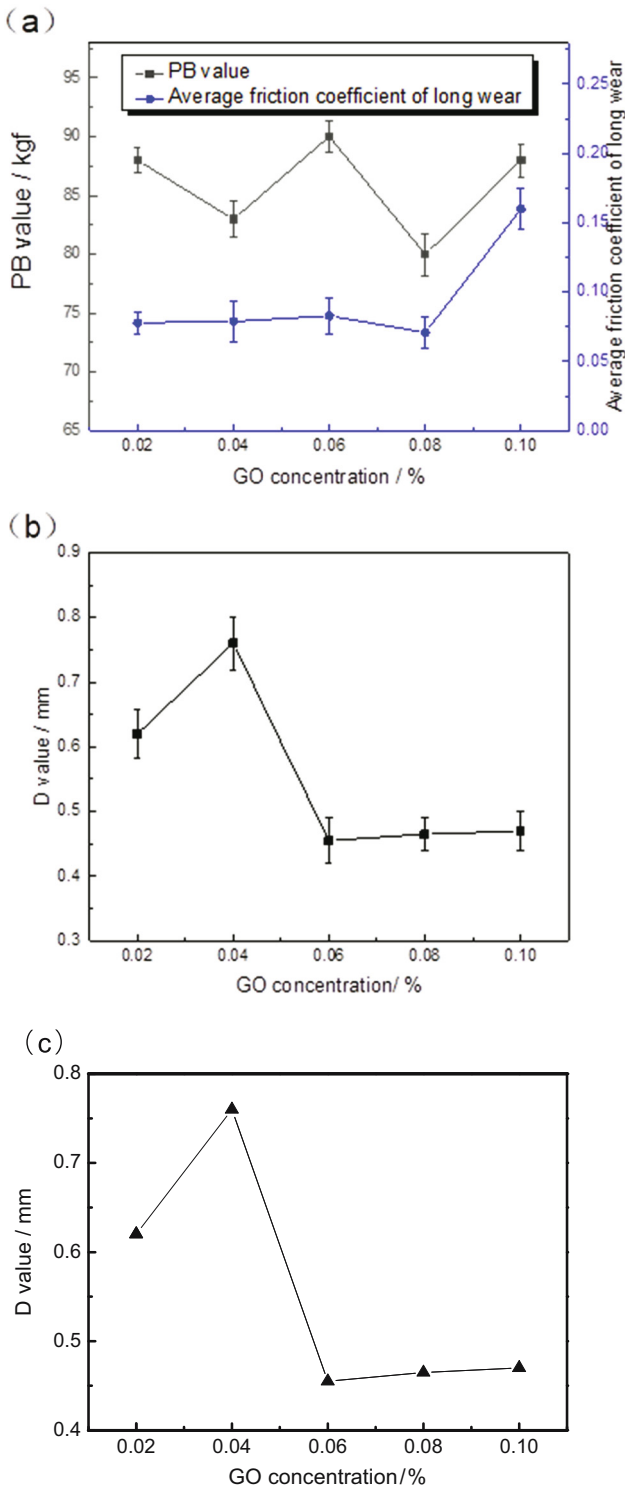 (a)
PB value
Average friction coefficient of long wear
95
90
85
80
75
70
65
PB value / kgf
0.25
0.20
0.15
0.10
0.05
0.00
Average friction coefficient of long wear
0.02 0.04 0.06 0.08 0.10
GO concentration / %
(b)
0.9
0.8
0.7
0.6
0.5
0.4
0.3
D value / mm
0.02 0.04 0.06 0.08 0.10
GO concentration/ %
(c)
0.8
0.7
0.6
0.5
0.4
D value / mm
0.02 0.04 0.06 0.08 0.10
GO concentration/%